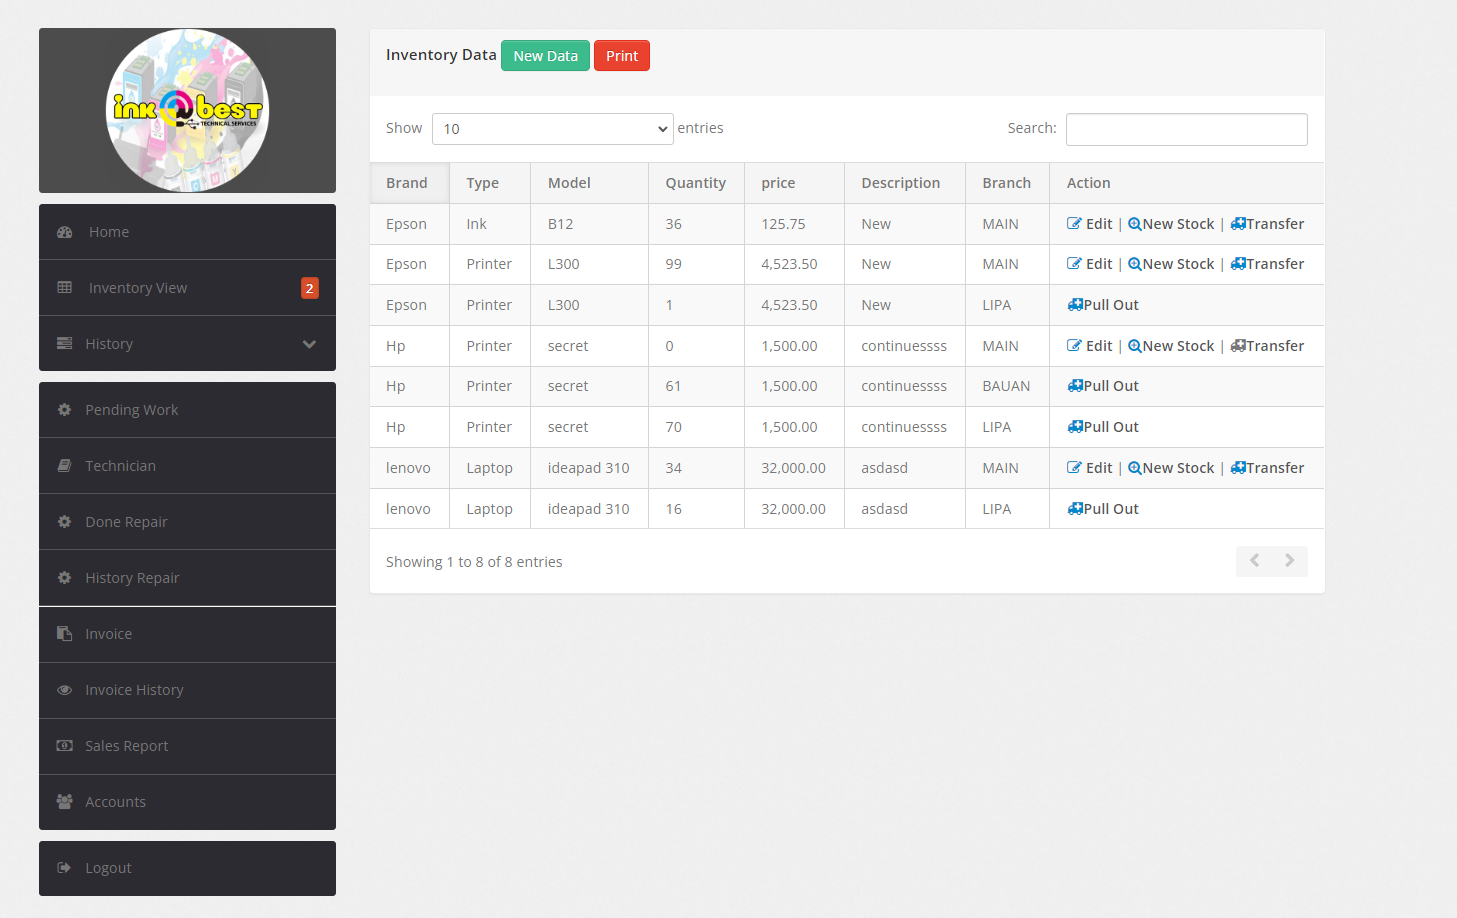 ink best
TECHNICAL SERVICES
Home
Inventory View 2
History
Pending Work
Technician
Done Repair
History Repair
Invoice
Invoice History
Sales Report
Accounts
Logout
Inventory Data New Data Print
Show 10 entries Search:
Brand Type Model Quantity price Description Branch Action
Epson Ink B12 36 125.75 New MAIN Edit | New Stock | Transfer
Epson Printer L300 99 4,523.50 New MAIN Edit | New Stock | Transfer
Epson Printer L300 1 4,523.50 New LIPA Pull Out
Hp Printer secret 0 1,500.00 continuessss MAIN Edit | New Stock | Transfer
Hp Printer secret 61 1,500.00 continuessss BAUAN Pull Out
Hp Printer secret 70 1,500.00 continuessss LIPA Pull Out
lenovo Laptop ideapad 310 34 32,000.00 asdasd MAIN Edit | New Stock | Transfer
lenovo Laptop ideapad 310 16 32,000.00 asdasd LIPA Pull Out
Showing 1 to 8 of 8 entries